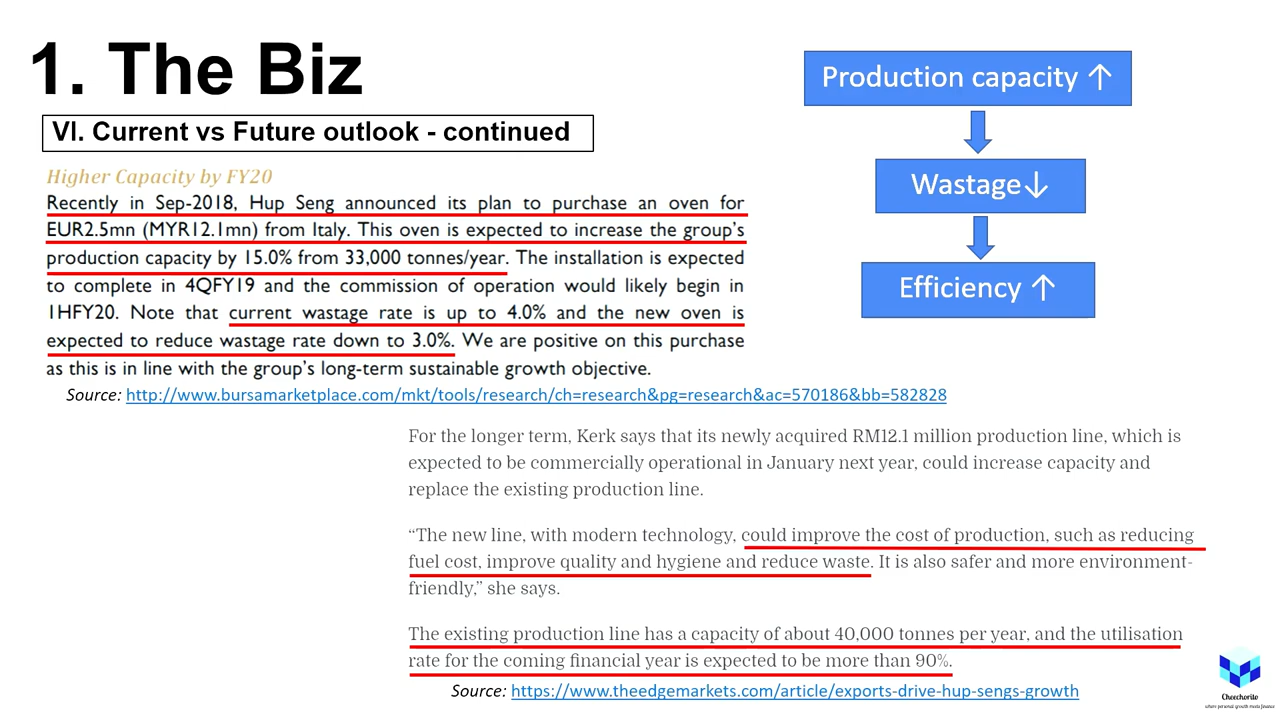 1. The Biz
VI. Current vs Future outlook - continued
Production capacity ↑
Wastage↓
Efficiency ↑
Higher Capacity by FY20
Recently in Sep-2018, Hup Seng announced its plan to purchase an oven for
EUR2.5mn (MYR12.1mn) from Italy. This oven is expected to increase the group's
production capacity by 15.0% from 33,000 tonnes/year. The installation is expected
to complete in 4QFY19 and the commission of operation would likely begin in
1HFY20. Note that current wastage rate is up to 4.0% and the new oven is
expected to reduce wastage rate down to 3.0%. We are positive on this purchase
as this is in line with the group's long-term sustainable growth objective.
Source: http://www.bursamarketplace.com/mkt/tools/research/ch=research&pg=research&ac=570186&bb=582828
For the longer term, Kerk says that its newly acquired RM12.1 million production line, which is
expected to be commercially operational in January next year, could increase capacity and
replace the existing production line.
“The new line, with modern technology, could improve the cost of production, such as reducing
fuel cost, improve quality and hygiene and reduce waste. It is also safer and more environment-
friendly,” she says.
The existing production line has a capacity of about 40,000 tonnes per year, and the utilisation
rate for the coming financial year is expected to be more than 90%.
Source: https://www.theedgemarkets.com/article/exports-drive-hup-sengs-growth
Cheechorite
where personal growth meets finance